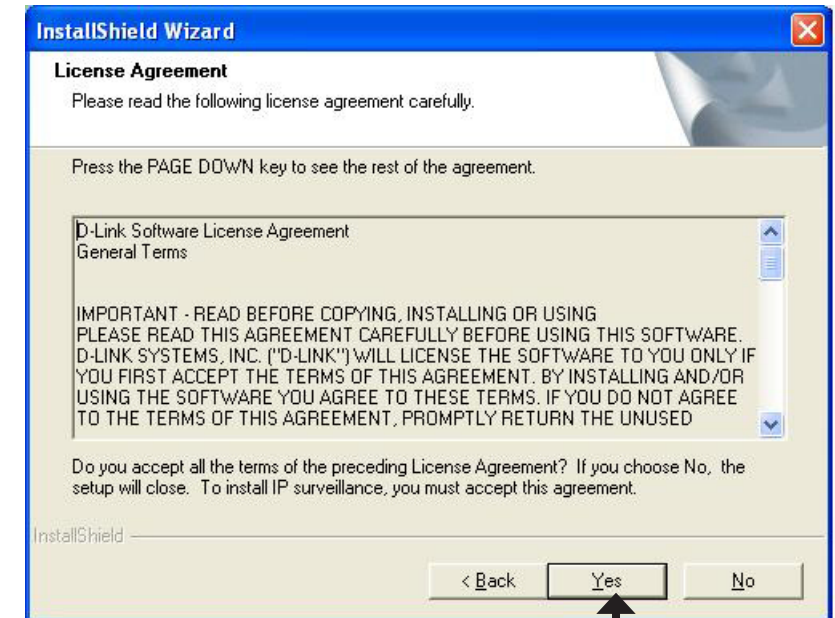 InstallShield Wizard
License Agreement
Please read the following license agreement carefully.
Press the PAGE DOWN key to see the rest of the agreement.
D-Link Software License Agreement
General Terms
IMPORTANT - READ BEFORE COPYING, INSTALLING OR USING
PLEASE READ THIS AGREEMENT CAREFULLY BEFORE USING THIS SOFTWARE.
D-LINK SYSTEMS, INC. ("D-LINK") WILL LICENSE THE SOFTWARE TO YOU ONLY IF
YOU FIRST ACCEPT THE TERMS OF THIS AGREEMENT. BY INSTALLING AND/OR
USING THE SOFTWARE YOU AGREE TO THESE TERMS. IF YOU DO NOT AGREE
TO THE TERMS OF THIS AGREEMENT, PROMPTLY RETURN THE UNUSED
Do you accept all the terms of the preceding License Agreement? If you choose No, the
setup will close. To install IP surveillance, you must accept this agreement.
InstallShield
< Back Yes No